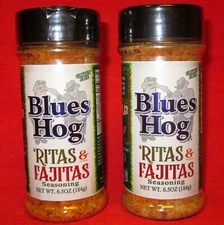 Blues
Hog
'RITAS &
FAJITAS
Seasoning
NET WT. 6.5OZ (184g)
Blues
Hog
'RITAS &
FAJITAS
Seasoning
NET WT. 6.5OZ (184g)